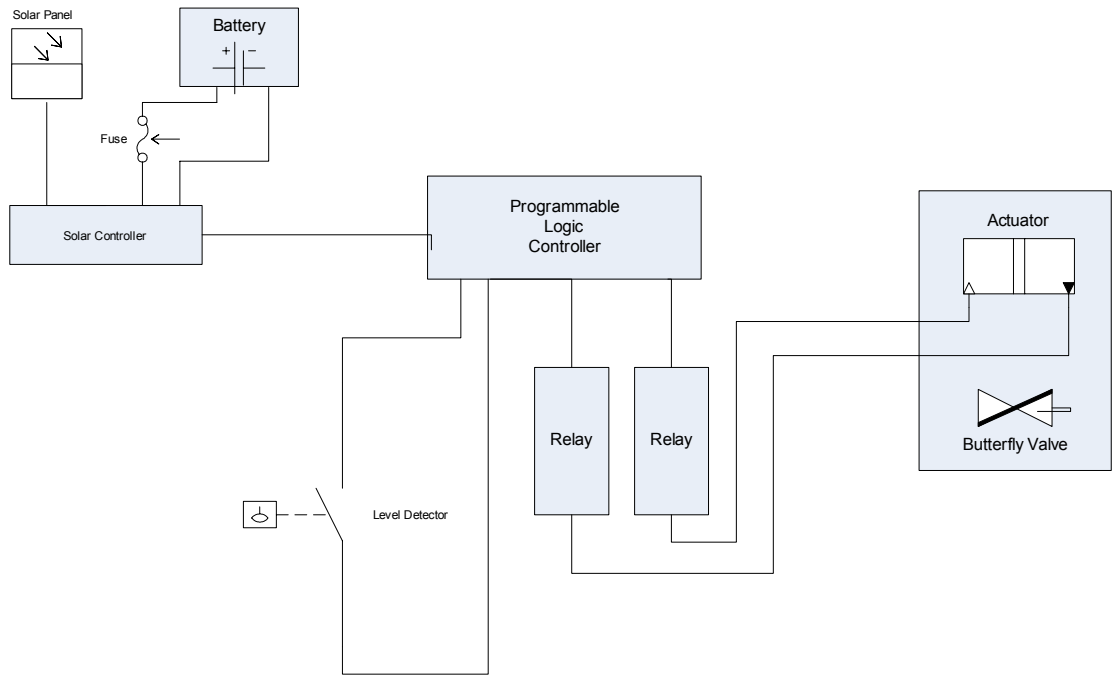 Solar Panel
Battery
+ −
Fuse
Solar Controller
Programmable
Logic
Controller
Actuator
Relay
Relay
Butterfly Valve
Level Detector